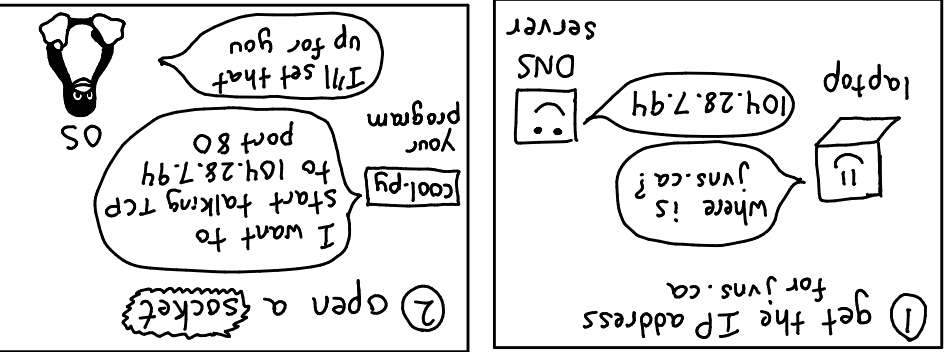 ① get the IP address
for jvns.ca
laptop
where is
jvns.ca?
104.28.7.94
DNS
server
② open a socket
cool.py
your
program
I want to
start talking TCP
to 104.28.7.94
port 80
OS
I'll set that
up for you